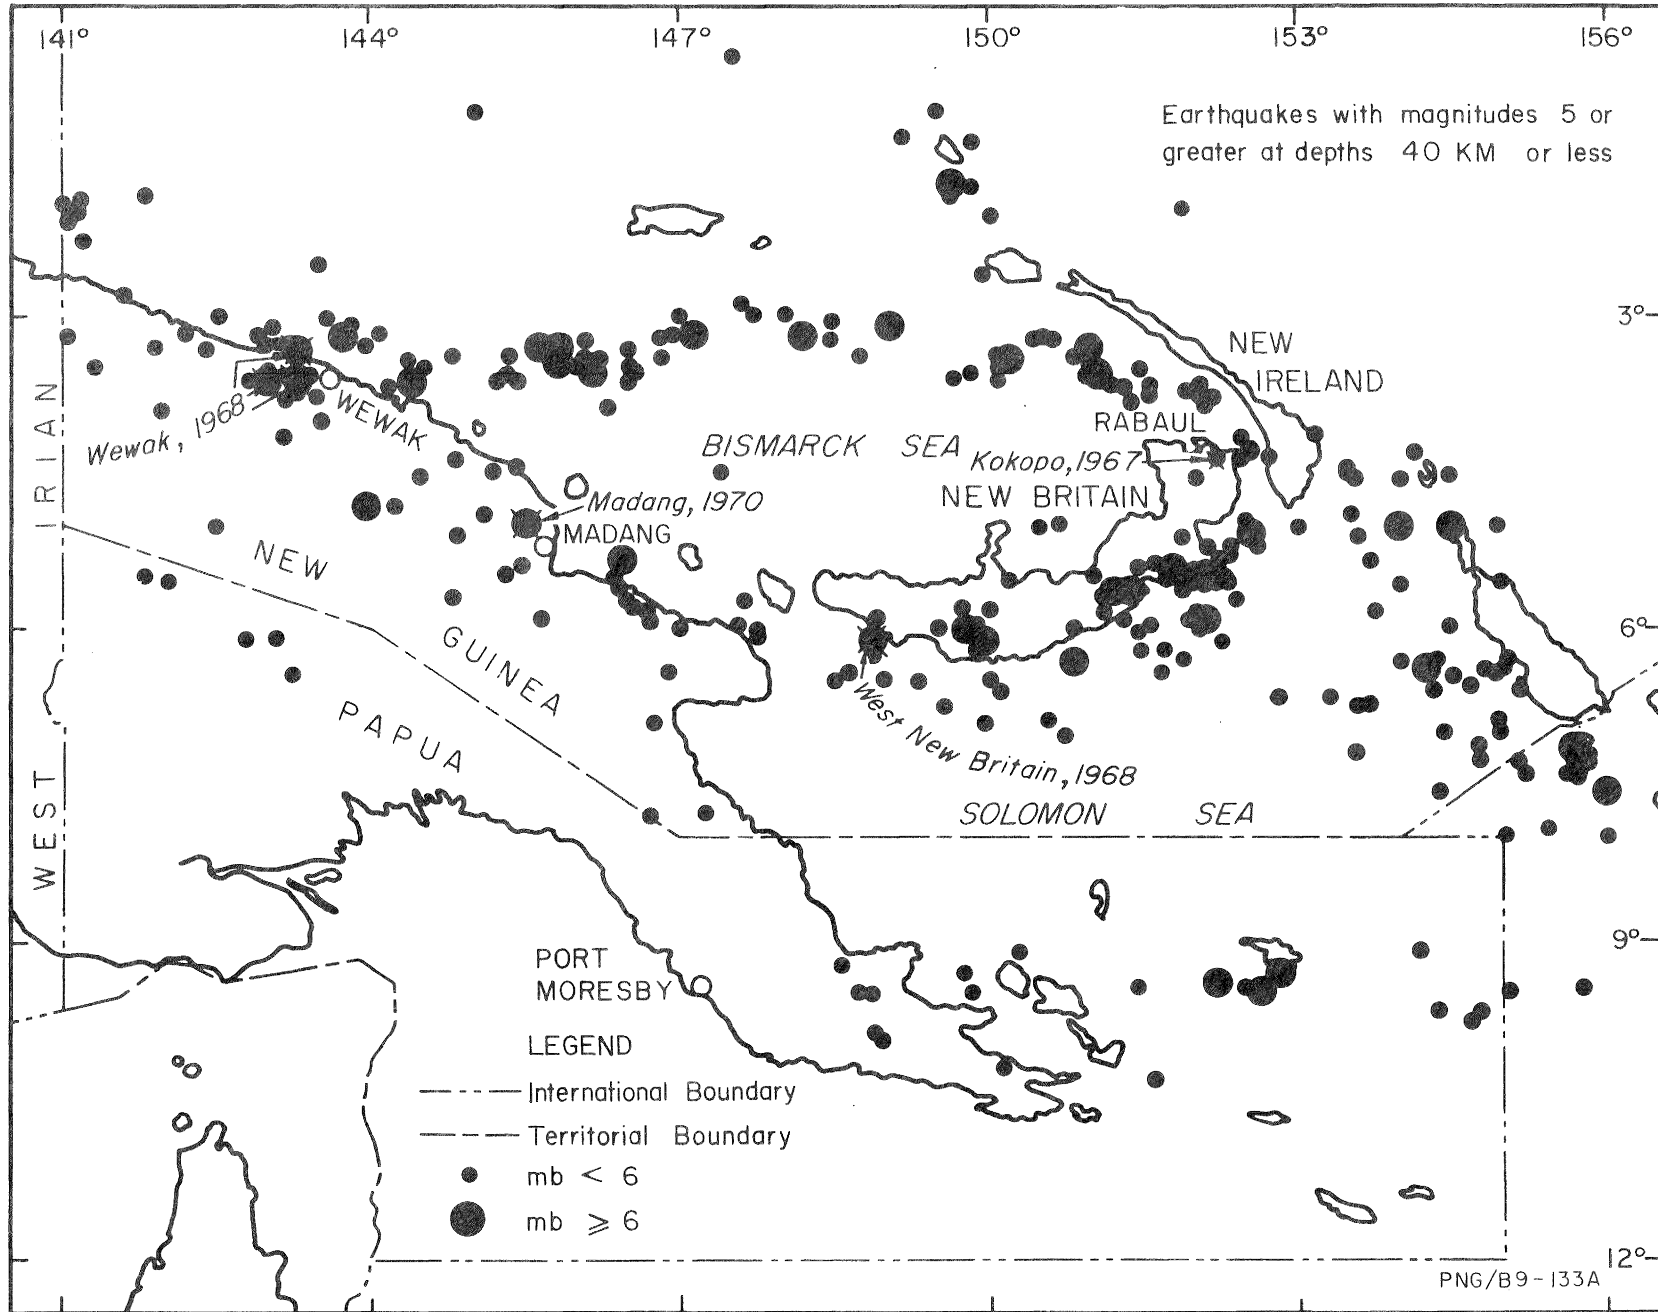 141° 144° 147° 150° 153° 156°
Earthquakes with magnitudes 5 or
greater at depths 40 KM or less
3°
NEW
IRELAND
RABAUL
BISMARCK SEA
Kokopo, 1967
NEW BRITAIN
WEWAK
Wewak, 1968
Madang, 1970
MADANG
WEST IRIAN
NEW GUINEA
6°
PAPUA
West New Britain, 1968
SOLOMON SEA
9°
PORT
MORESBY
LEGEND
International Boundary
Territorial Boundary
mb < 6
mb ⩾ 6
12°
PNG/B9-133A